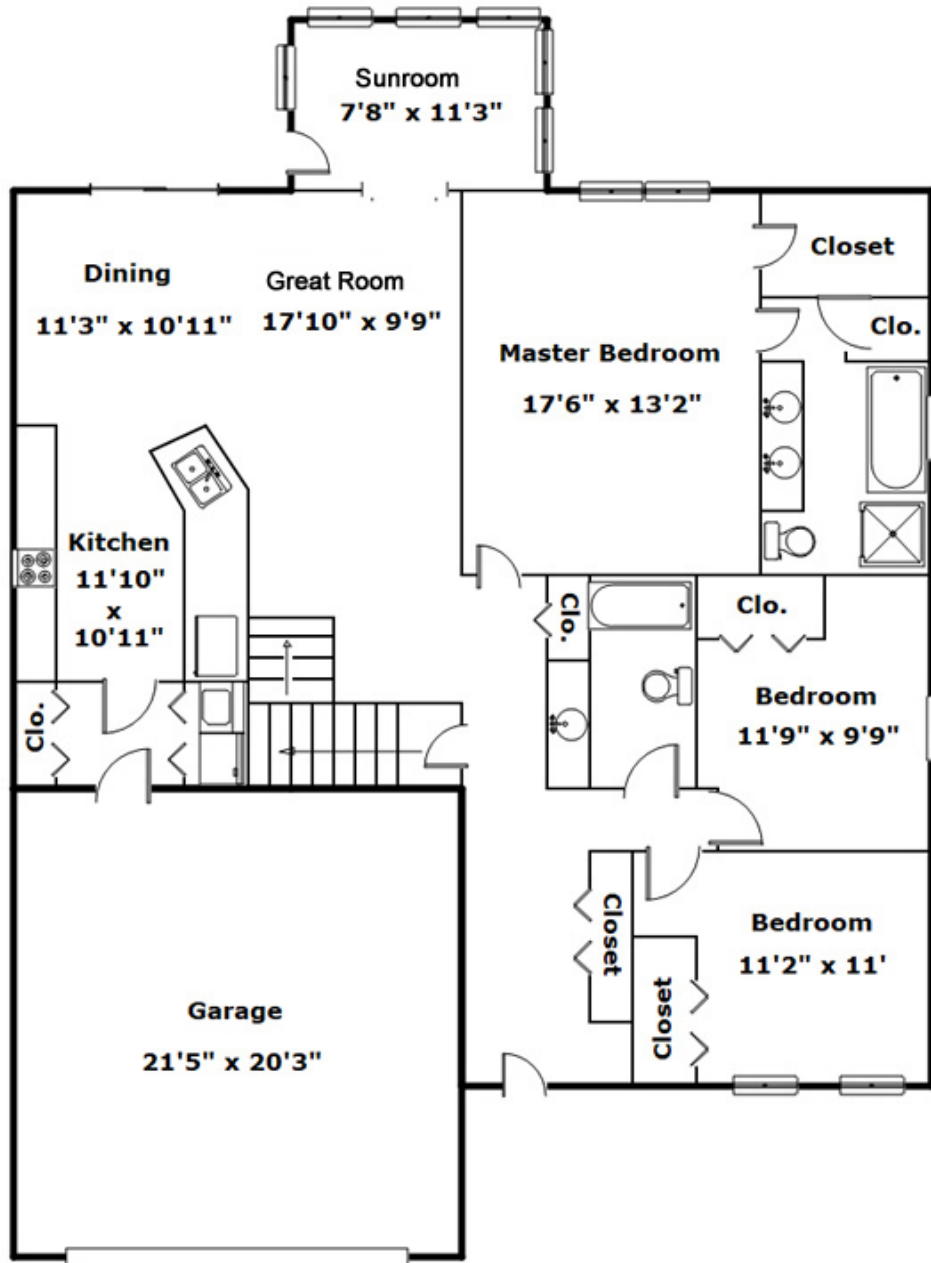 Sunroom
7'8" x 11'3"
Closet
Dining
11'3" x 10'11"
Great Room
17'10" x 9'9"
Clo.
Master Bedroom
17'6" x 13'2"
Kitchen
11'10"
x
10'11"
Clo.
Clo.
Bedroom
11'9" x 9'9"
Clo.
Closet
Bedroom
11'2" x 11'
Closet
Garage
21'5" x 20'3"